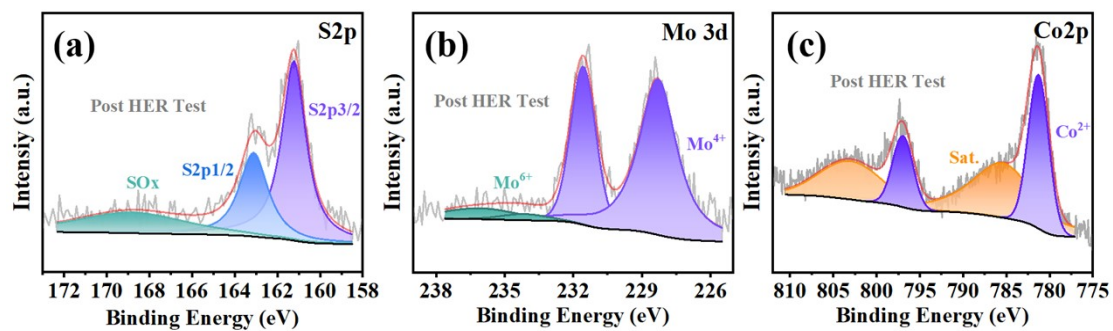 (a)
S2p
Post HER Test
S2p3/2
S2p1/2
SOx
Intensiy (a.u.)
172 170 168 166 164 162 160 158
Binding Energy (eV)
(b)
Mo 3d
Post HER Test
Mo⁴⁺
Mo⁶⁺
Intensiy (a.u.)
238 235 232 229 226
Binding Energy (eV)
(c)
Co2p
Post HER Test
Co²⁺
Sat.
Intensiy (a.u.)
810 805 800 795 790 785 780 775
Binding Energy (eV)